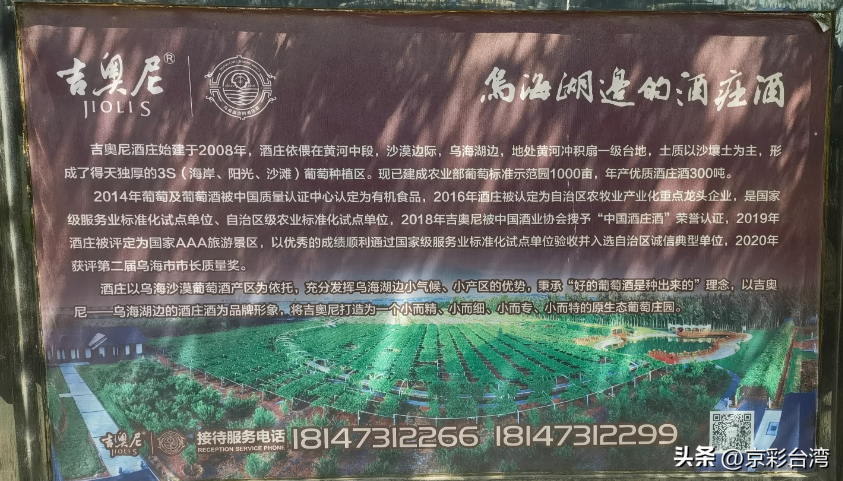 吉奥尼®
JIOLIS
乌海湖边的酒庄酒
吉奥尼酒庄始建于2008年，酒庄依偎在黄河中段，沙漠边际，乌海湖边，地处黄河冲积扇一级台地，土质以沙壤土为主，形
成了得天独厚的3S（海岸、阳光、沙滩）葡萄种植区。现已建成农业部葡萄标准示范园1000亩，年产优质酒庄酒300吨。
2014年葡萄及葡萄酒被中国质量认证中心认定为有机食品，2016年酒庄被认定为自治区农牧业产业化重点龙头企业，是国家
级服务业标准化试点单位、自治区级农业标准化试点单位，2018年吉奥尼被中国酒业协会授予“中国酒庄酒”荣誉认证，2019年
酒庄被评定为国家AAA旅游景区，以优秀的成绩顺利通过国家级服务业标准化试点单位验收并入选自治区诚信典型单位，2020年
获评第二届乌海市市长质量奖。
酒庄以乌海沙漠葡萄酒产区为依托，充分发挥乌海湖边小气候、小产区的优势，秉承“好的葡萄酒是种出来的”理念，以吉奥
尼——乌海湖边的酒庄酒为品牌形象，将吉奥尼打造为一个小而精、小而细、小而专、小而特的原生态葡萄庄园。
吉奥尼
JIOLIS
接待服务电话
RECEPTION SERVICE PHONE
18147312266 18147312299
头条 @京彩台湾